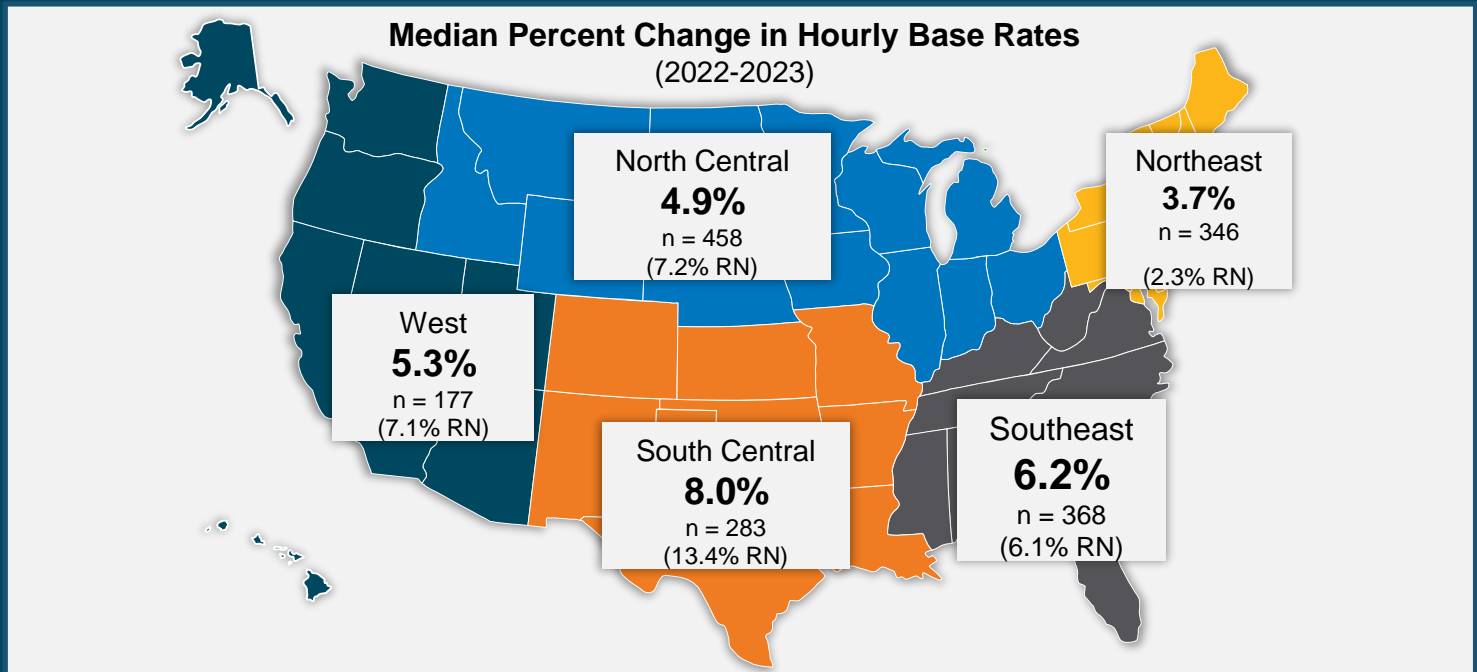 Median Percent Change in Hourly Base Rates
(2022-2023)
North Central
4.9%
n = 458
(7.2% RN)
Northeast
3.7%
n = 346
(2.3% RN)
West
5.3%
n = 177
(7.1% RN)
South Central
8.0%
n = 283
(13.4% RN)
Southeast
6.2%
n = 368
(6.1% RN)